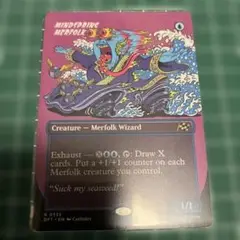 MINDSPRING
MERFOLK
Creature — Merfolk Wizard
Exhaust — X, T: Draw X
cards. Put a +1/+1 counter on each
Merfolk creature you control.
"Suck my seaweed!"
1/1